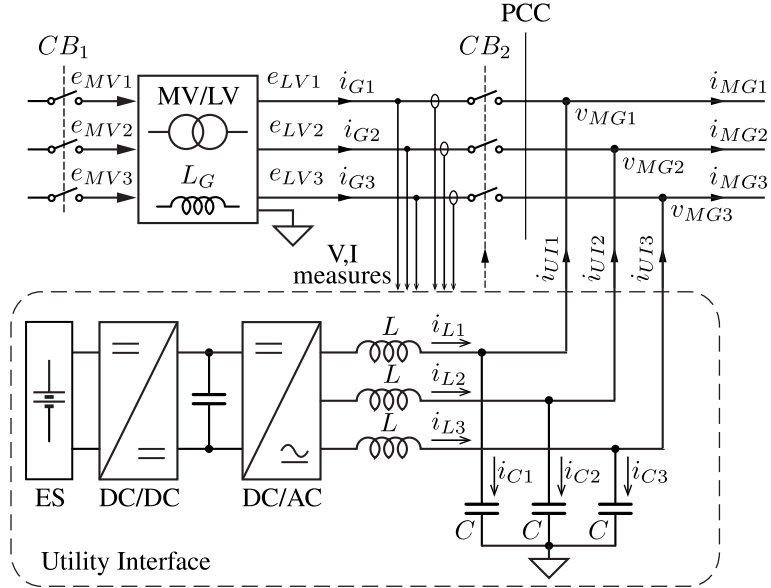 PCC
CB1 CB2
eMV1 eLV1 iG1 iMG1
MV/LV
vMG1
eMV2 eLV2 iG2 iMG2
vMG2
LG
eMV3 eLV3 iG3 iMG3
vMG3
V,I
measures
iUI1 iUI2 iUI3
L iL1
L iL2
L iL3
iC1 iC2 iC3
ES DC/DC DC/AC
C C C
Utility Interface